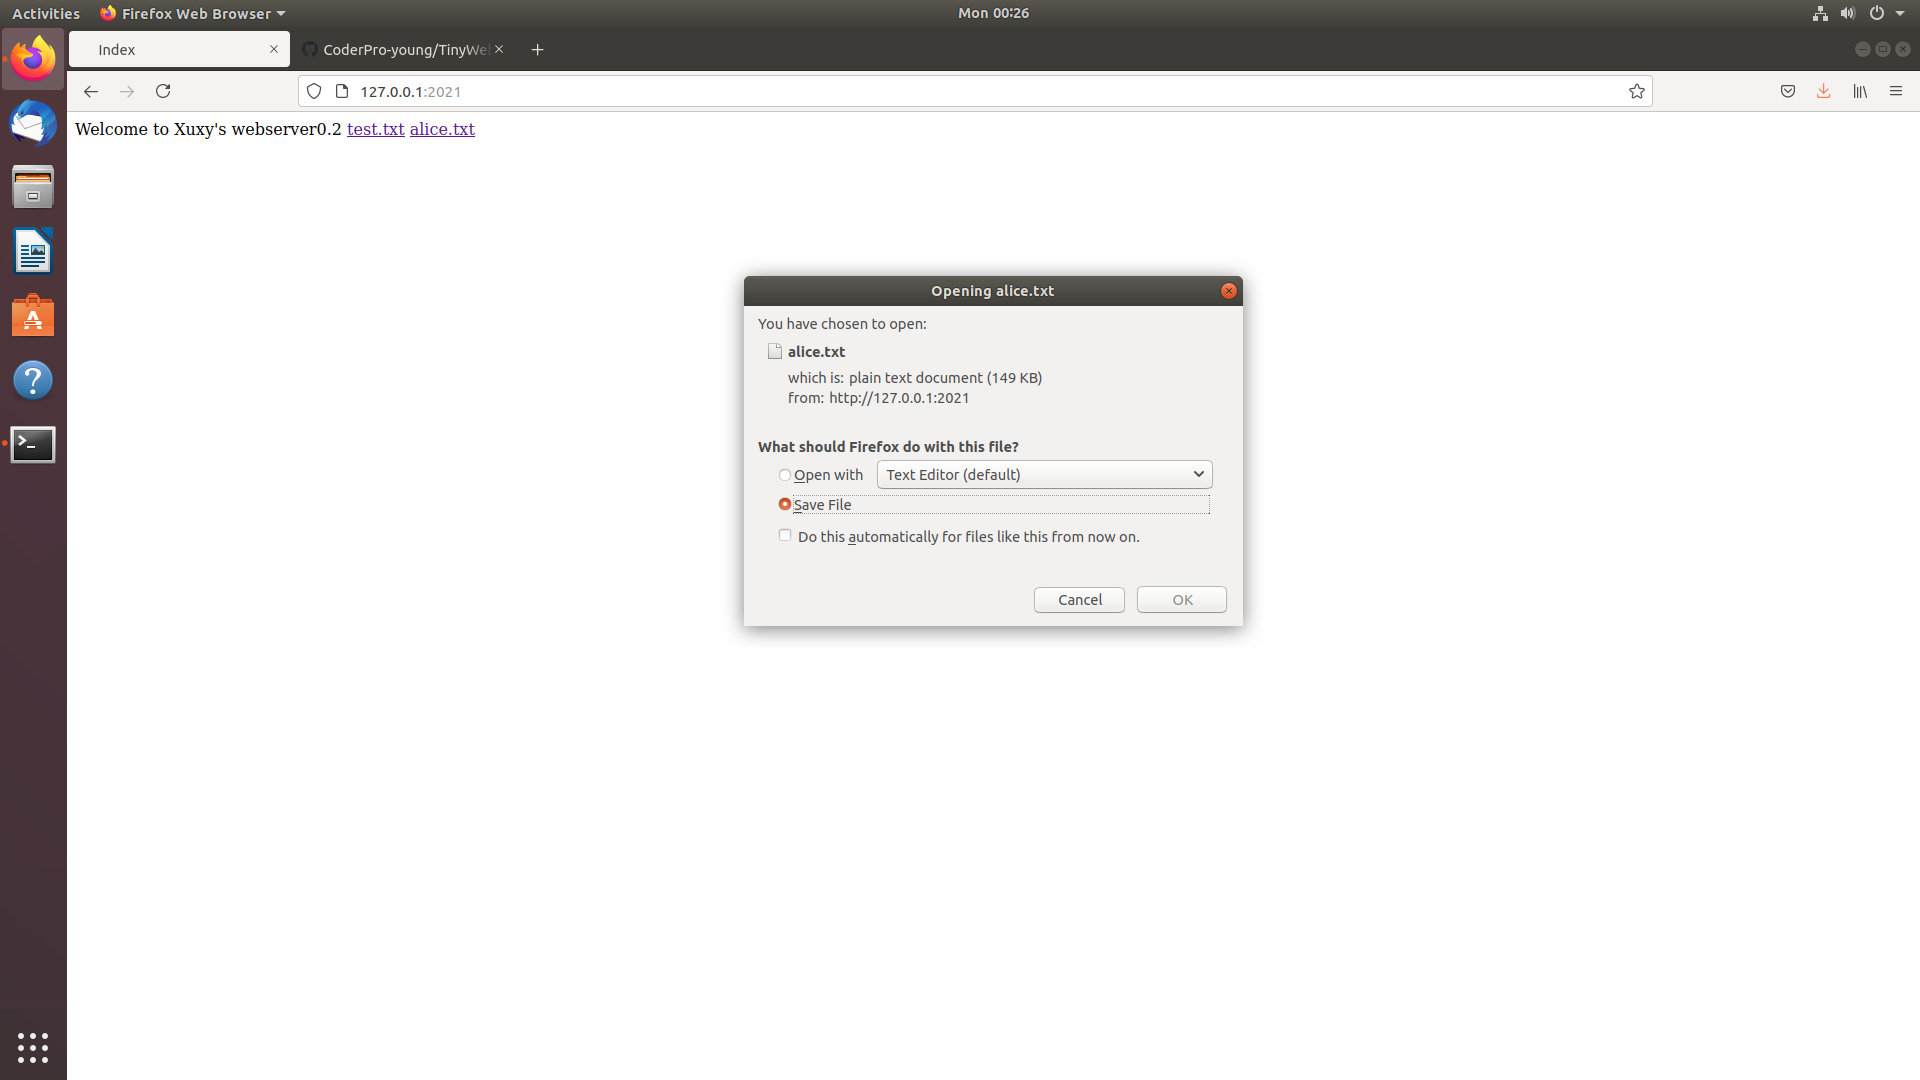 Activities Firefox Web Browser Mon 00:26
Index CoderPro-young/TinyWeb
127.0.0.1:2021
Welcome to Xuxy's webserver0.2 test.txt alice.txt
Opening alice.txt
You have chosen to open:
alice.txt
which is: plain text document (149 KB)
from: http://127.0.0.1:2021
What should Firefox do with this file?
Open with Text Editor (default)
Save File
Do this automatically for files like this from now on.
Cancel OK